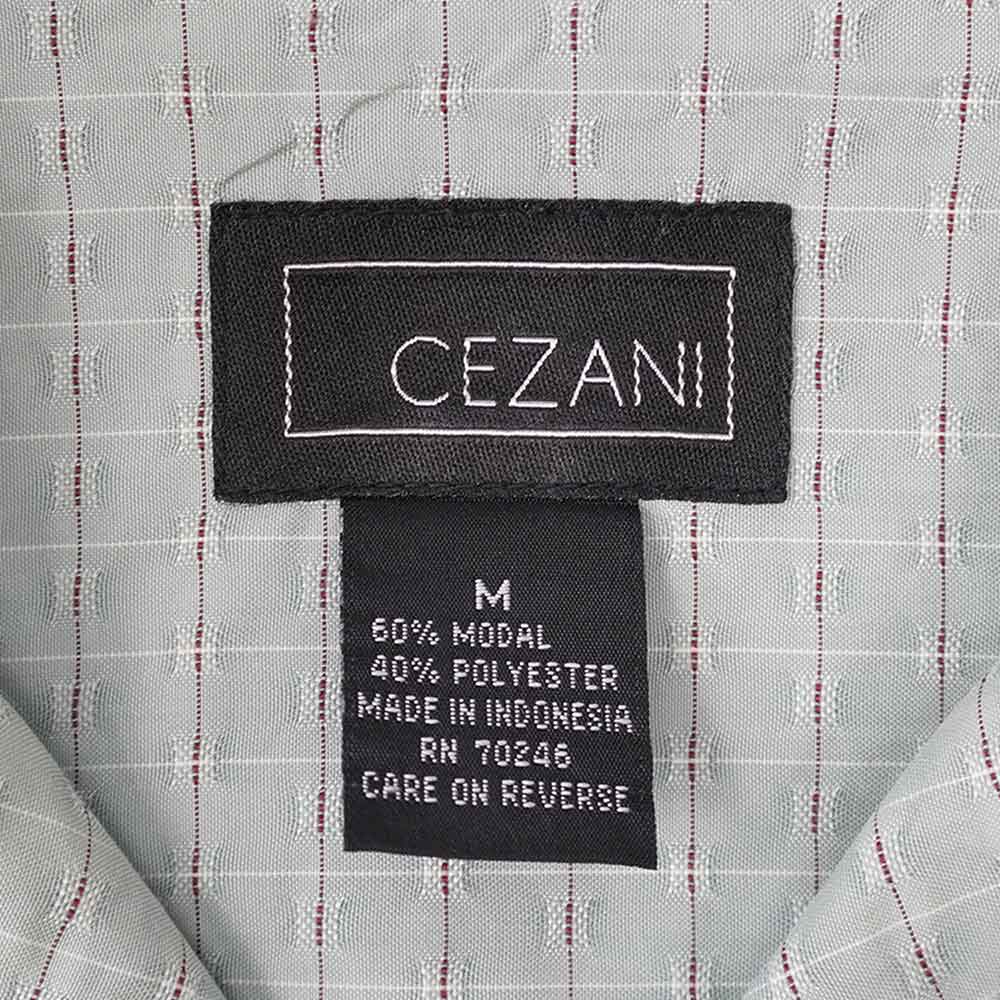 CEZANI
M
60% MODAL
40% POLYESTER
MADE IN INDONESIA
RN 70246
CARE ON REVERSE